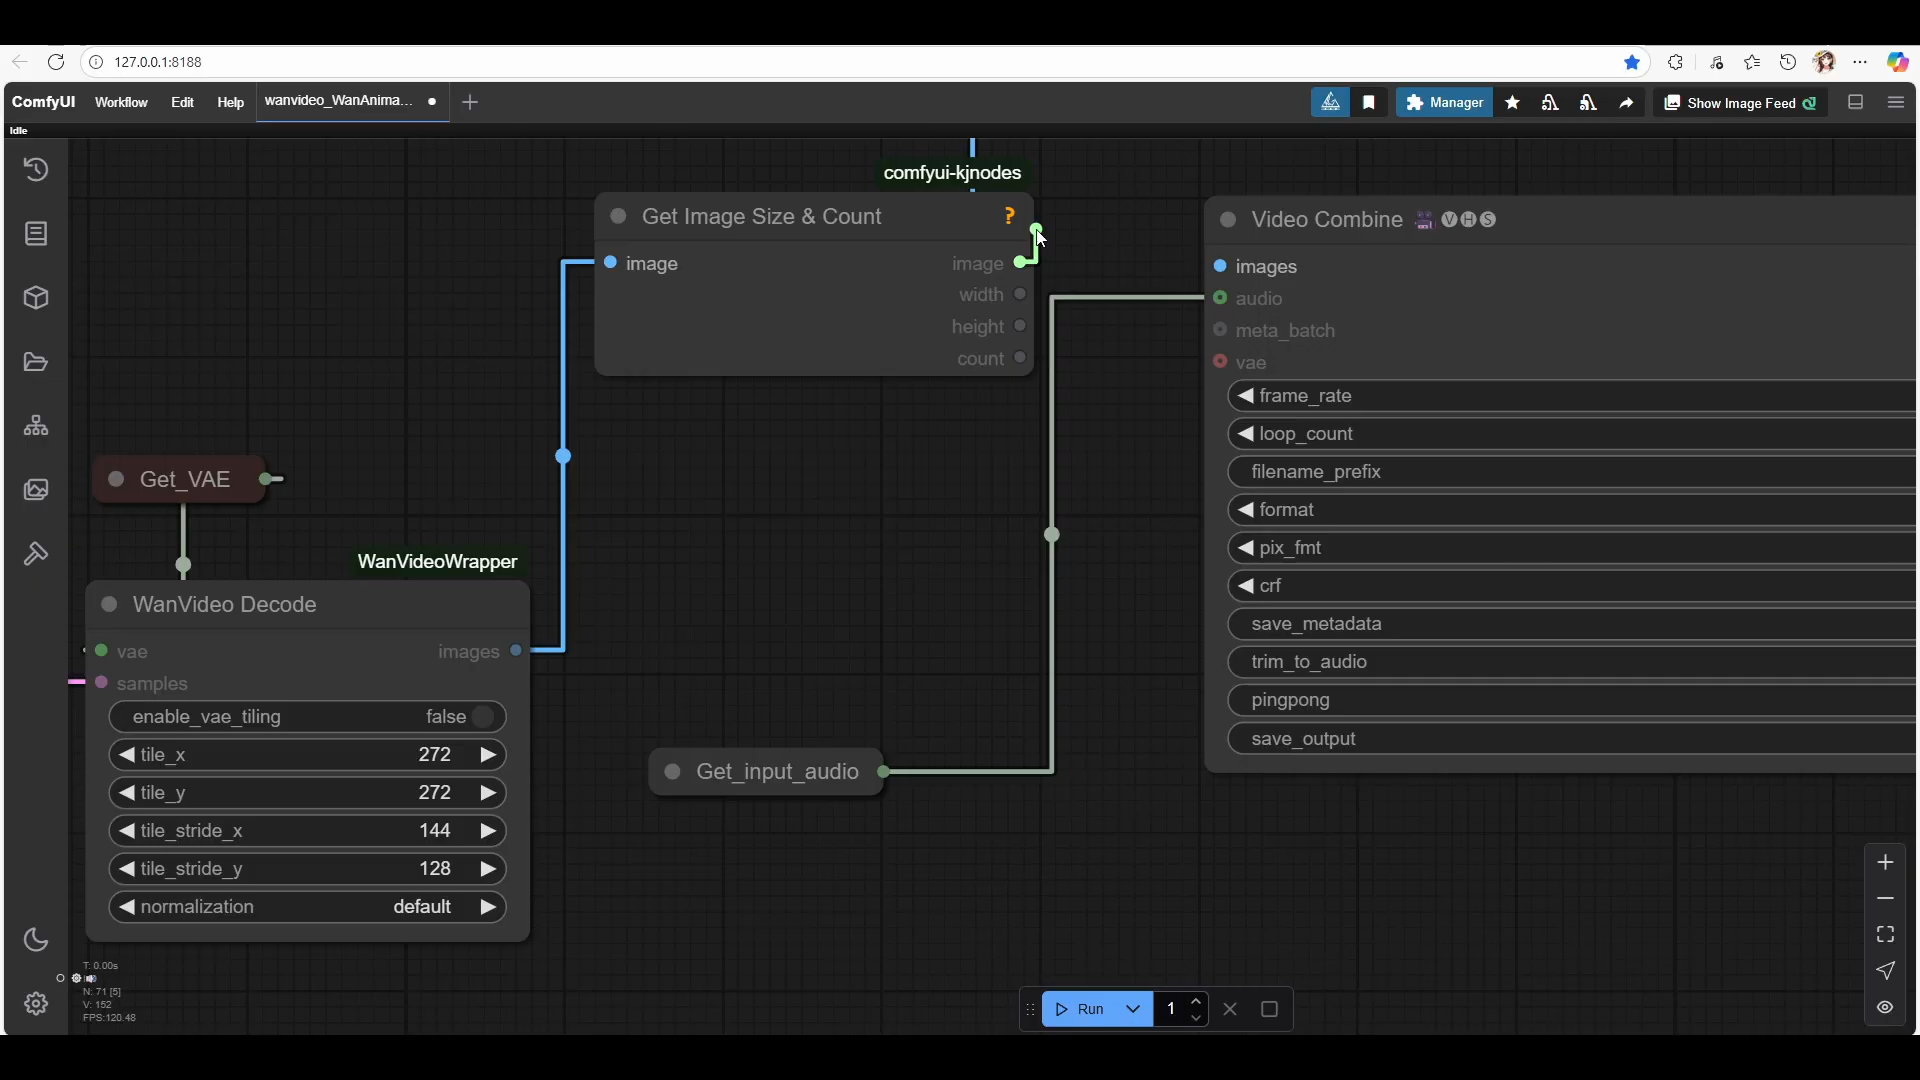 127.0.0.1:8188
ComfyUI
Workflow
Edit
Help
wanvideo_WanAnima...
Manager
Show Image Feed
Idle
comfyui-kjnodes
Get Image Size & Count ?
image
image
width
height
count
Video Combine 🎥🅥🅗🅢
images
audio
meta_batch
vae
frame_rate
loop_count
filename_prefix
format
pix_fmt
crf
save_metadata
trim_to_audio
pingpong
save_output
Get_VAE
WanVideoWrapper
WanVideo Decode
vae
images
samples
enable_vae_tiling false
tile_x 272
tile_y 272
tile_stride_x 144
tile_stride_y 128
normalization default
Get_input_audio
T: 0.00s
N: 71 [5]
V: 152
FPS:120.48
Run
1